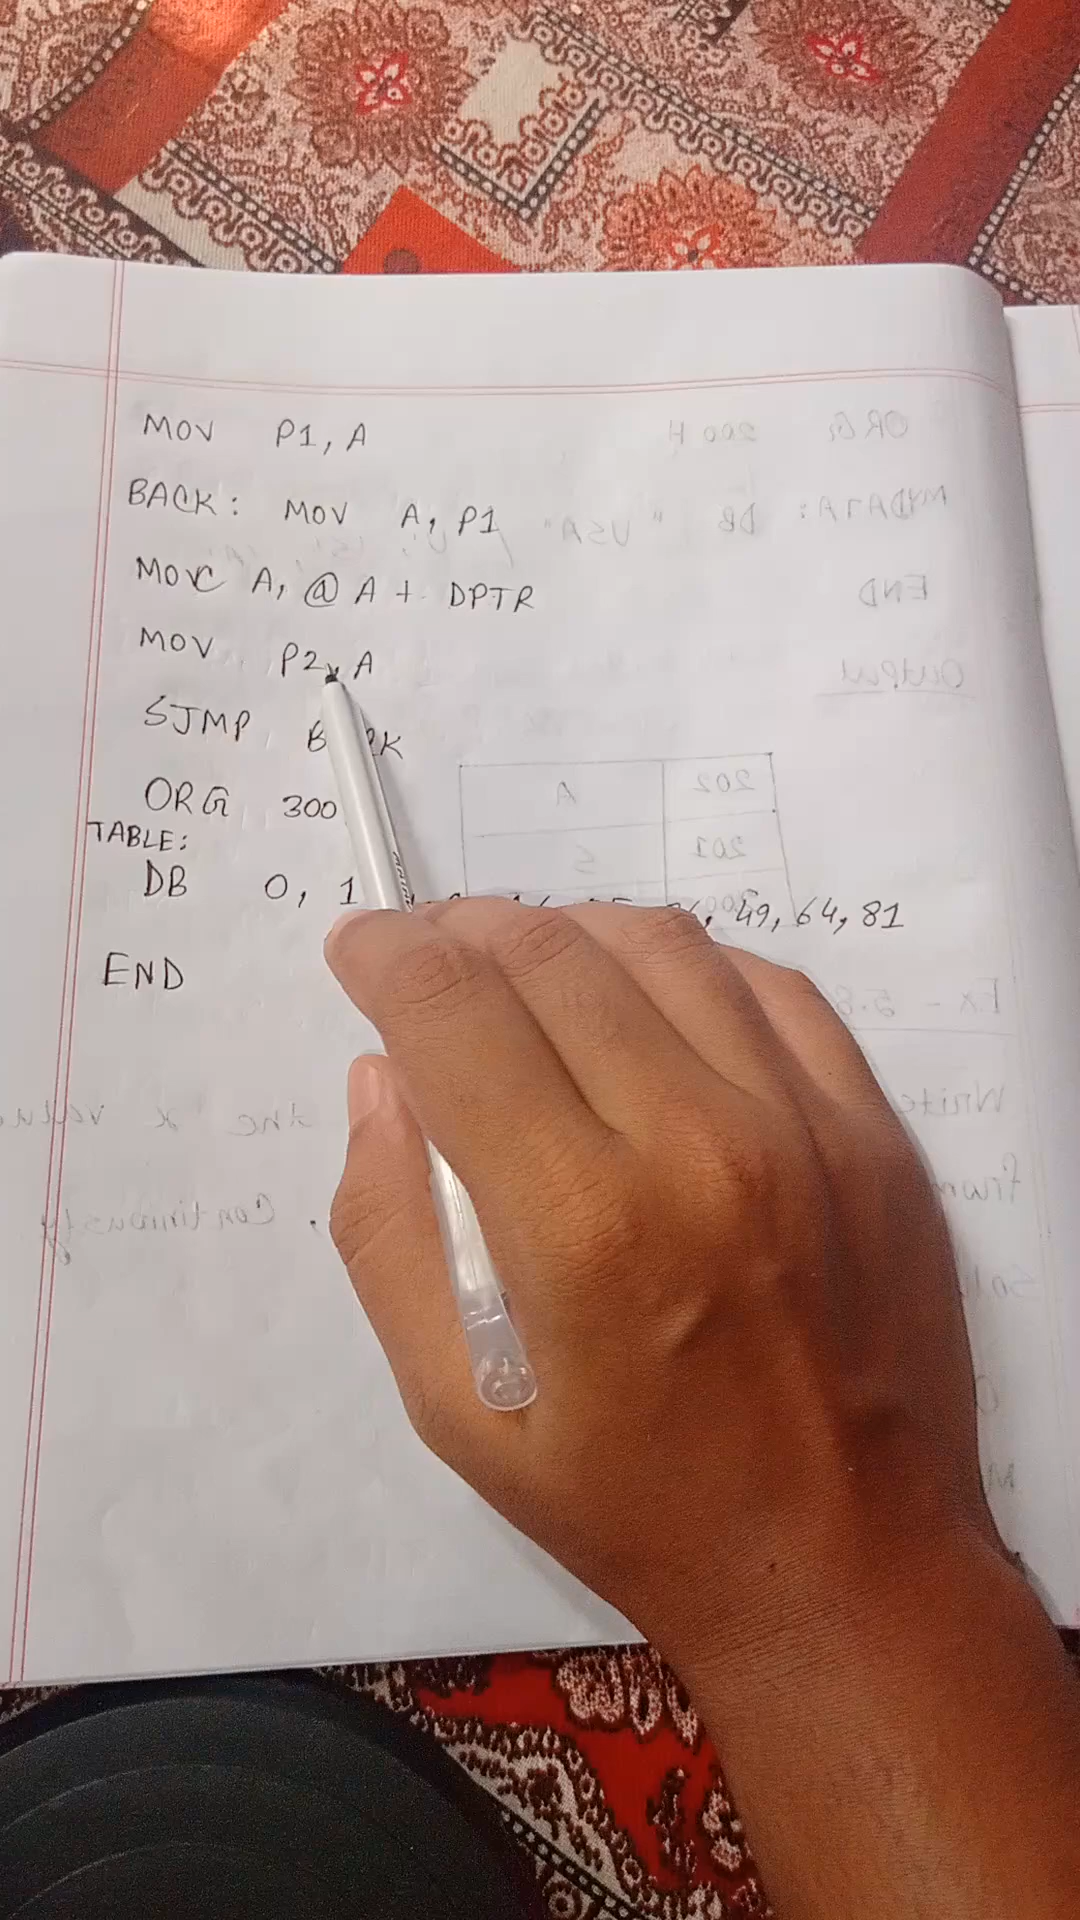 MOV P1, A
BACK: MOV A, P1
MOVC A, @ A + DPTR
MOV P2, A
SJMP
ORG 300
TABLE:
DB 0, 1 49, 64, 81
END